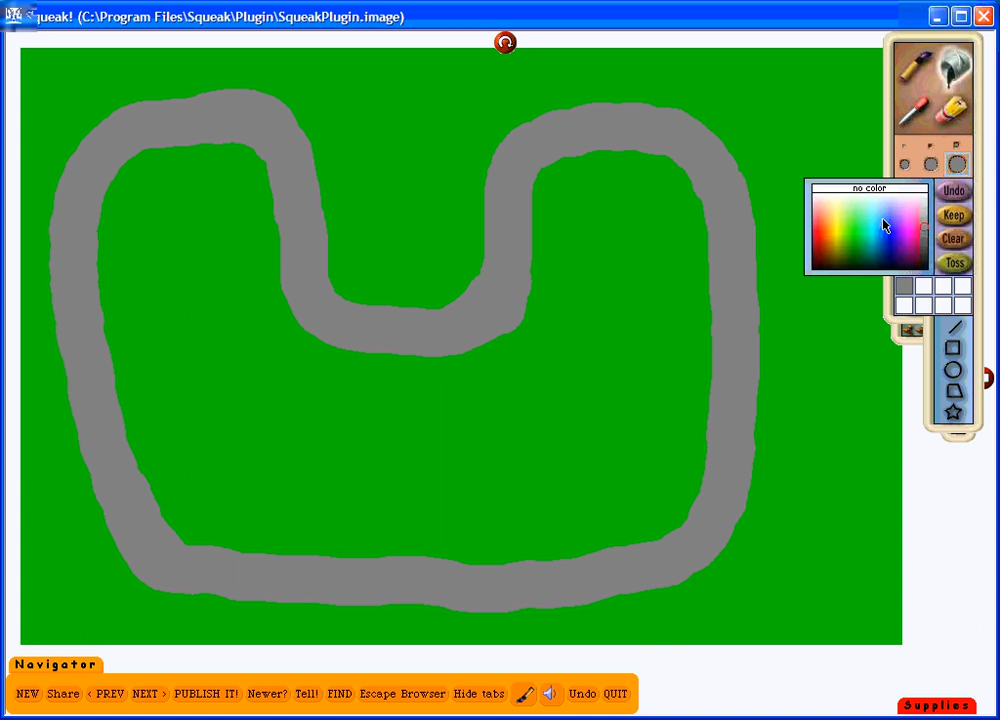 queak! (C:\Program Files\Squeak\Plugin\SqueakPlugin.image)
no color
Undo
Keep
Clear
Toss
Navigator
NEW Share < PREV NEXT > PUBLISH IT! Newer? Tell! FIND Escape Browser Hide tabs Undo QUIT
Supplies